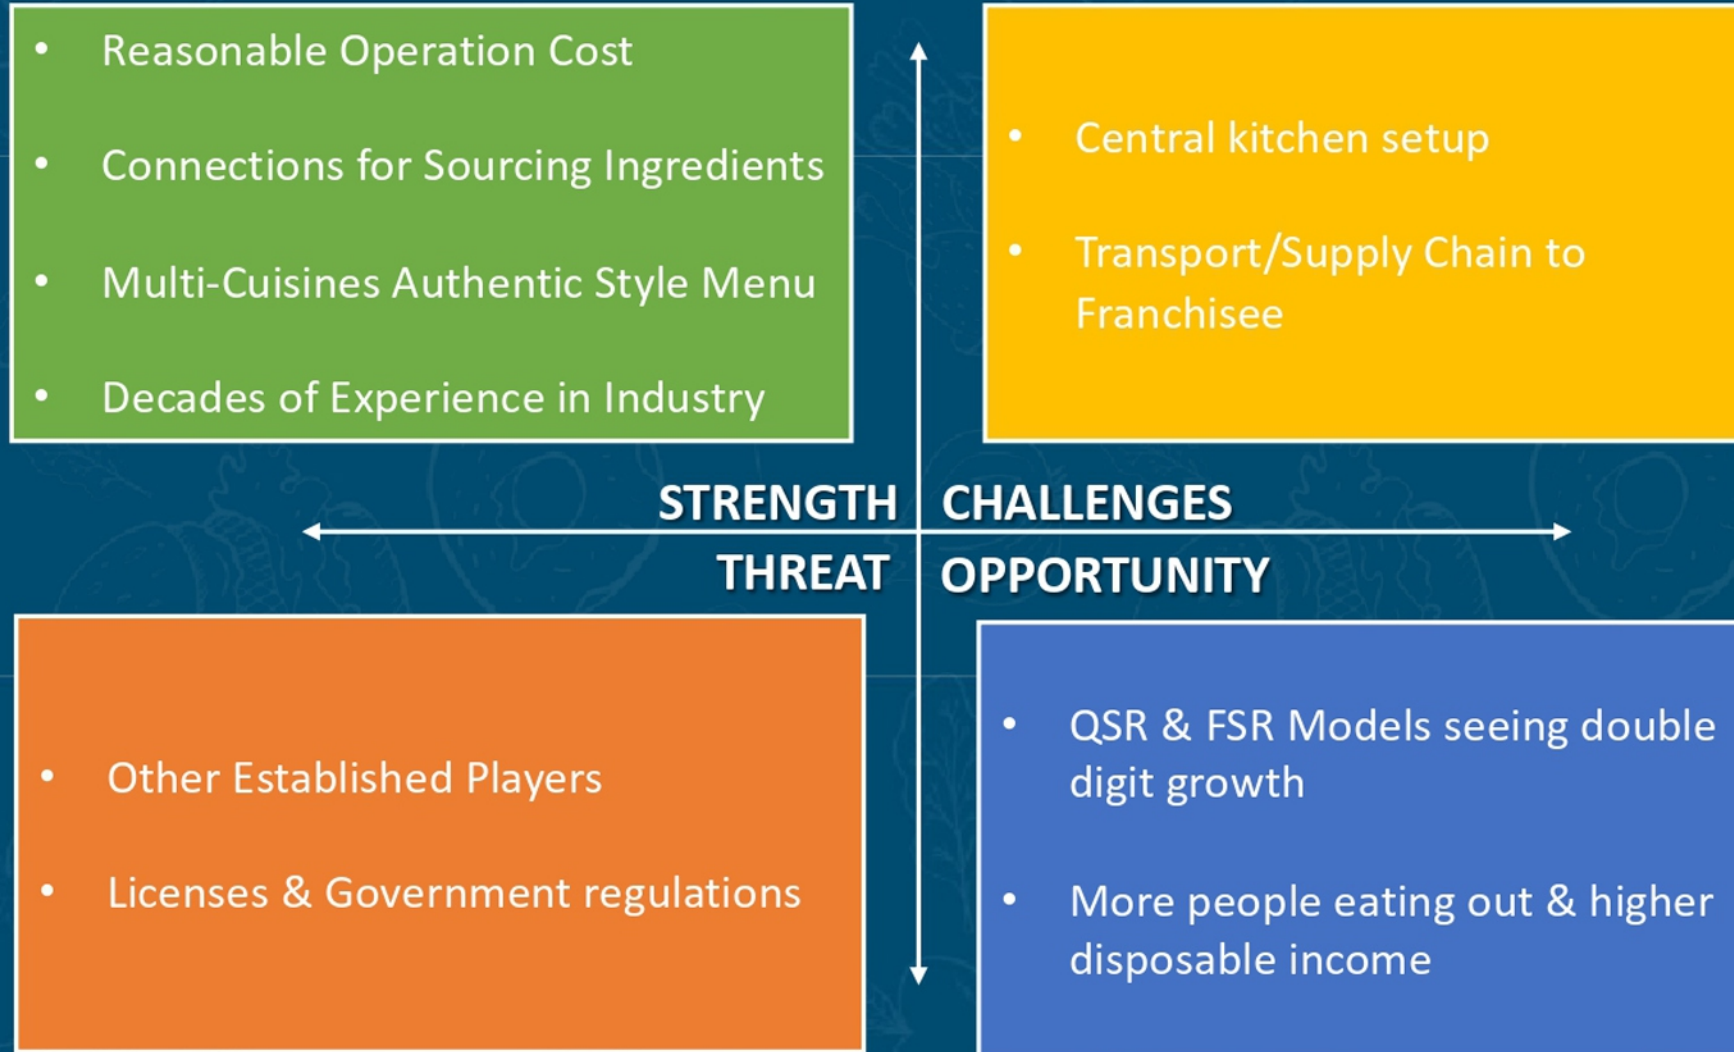 • Reasonable Operation Cost
• Connections for Sourcing Ingredients
• Multi-Cuisines Authentic Style Menu
• Decades of Experience in Industry
• Central kitchen setup
• Transport/Supply Chain to
Franchisee
STRENGTH
CHALLENGES
THREAT
OPPORTUNITY
• Other Established Players
• Licenses & Government regulations
• QSR & FSR Models seeing double
digit growth
• More people eating out & higher
disposable income